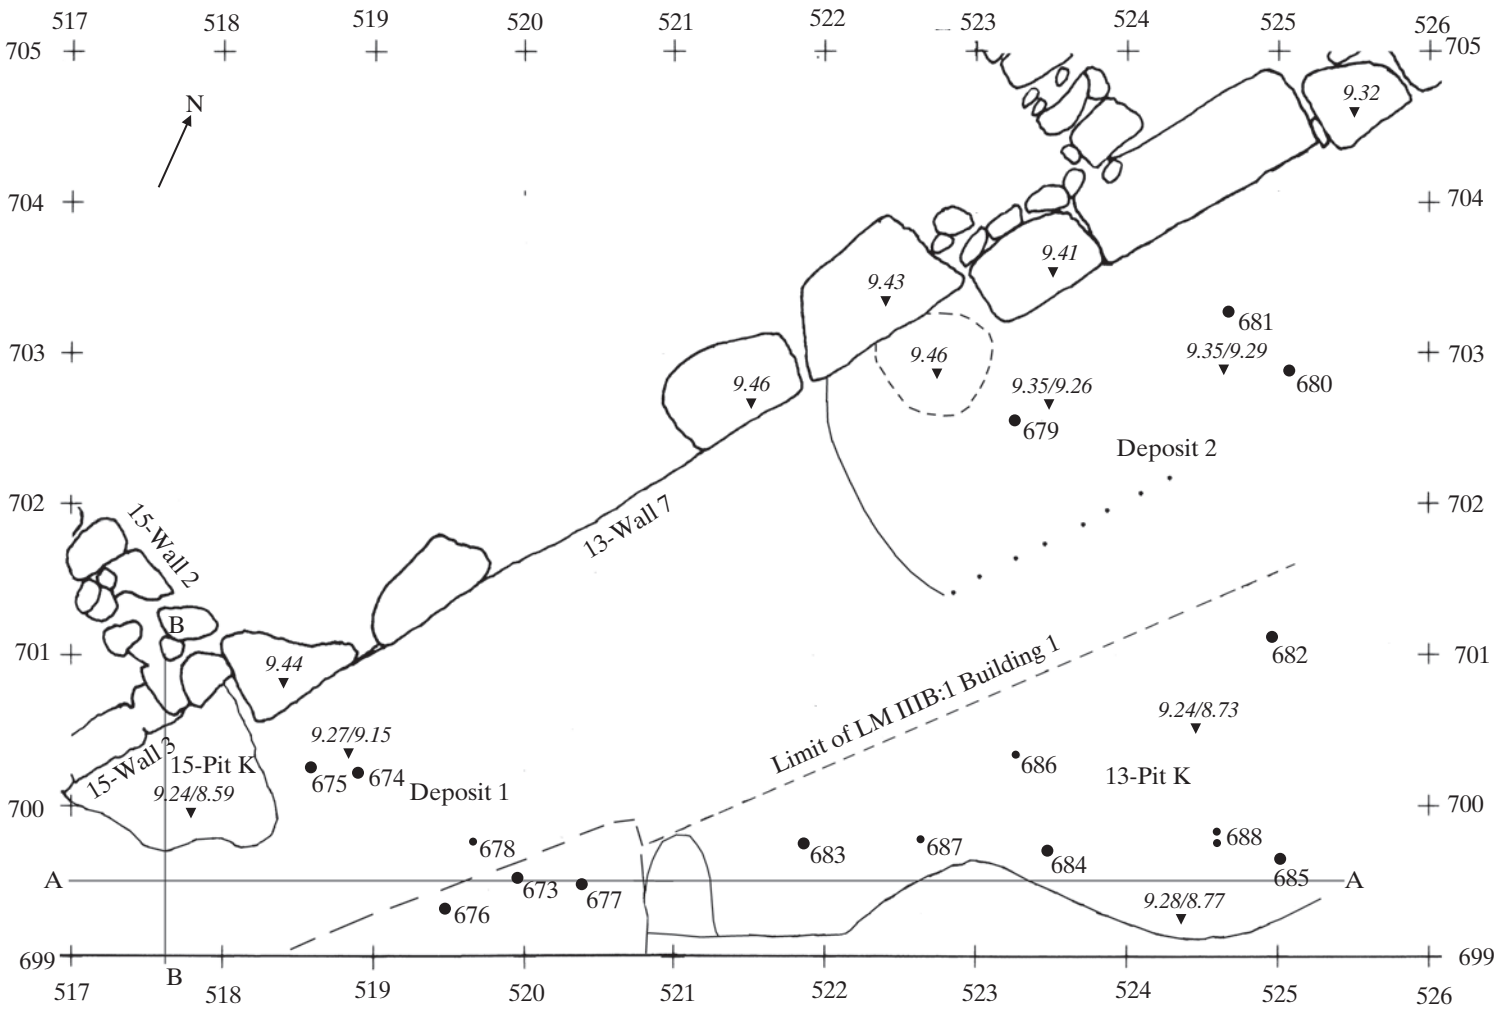 517 518 519 520 521 522 523 524 525 526
705 705
N
9.32
704 704
9.41
9.43
681
703 9.46 9.35/9.29 703
9.46 9.35/9.26 680
679
Deposit 2
702 702
15-Wall 2
13-Wall 7
B
701 701
9.44 682
Limit of LM IIIB:1 Building 1
9.24/8.73
9.27/9.15
15-Wall 3
15-Pit K 675 674 686 13-Pit K
9.24/8.59 Deposit 1
700 700
678 683 687 684 688
A 673 677 685 A
676 9.28/8.77
699 699
B
517 518 519 520 521 522 523 524 525 526